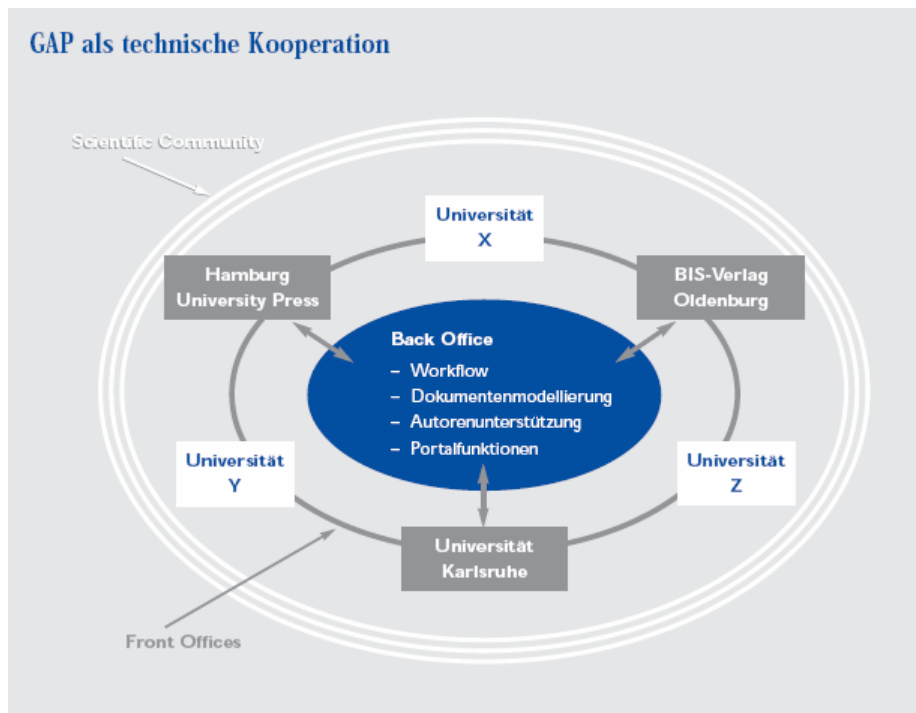 GAP als technische Kooperation
Scientific Community
Universität
X
Hamburg
University Press
BIS-Verlag
Oldenburg
Back Office
– Workflow
– Dokumentenmodellierung
– Autorenunterstützung
– Portalfunktionen
Universität
Y
Universität
Z
Universität
Karlsruhe
Front Offices